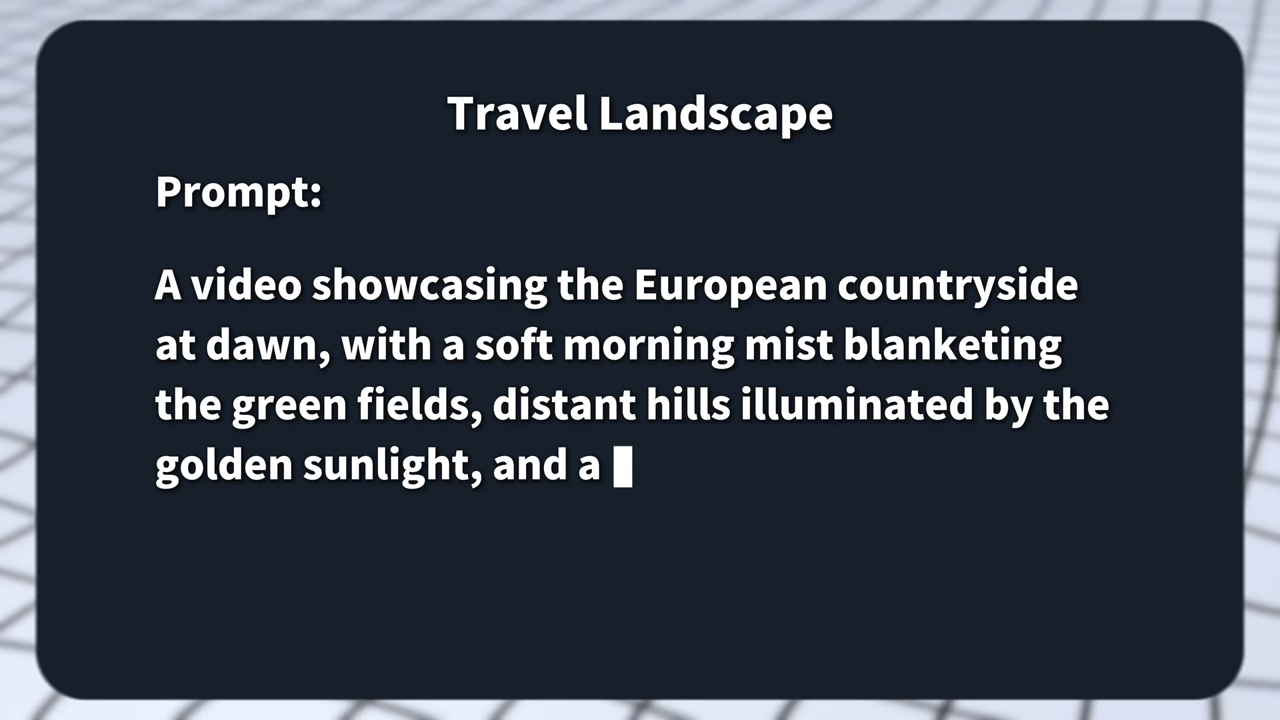 Travel Landscape
Prompt:
A video showcasing the European countryside
at dawn, with a soft morning mist blanketing
the green fields, distant hills illuminated by the
golden sunlight, and a